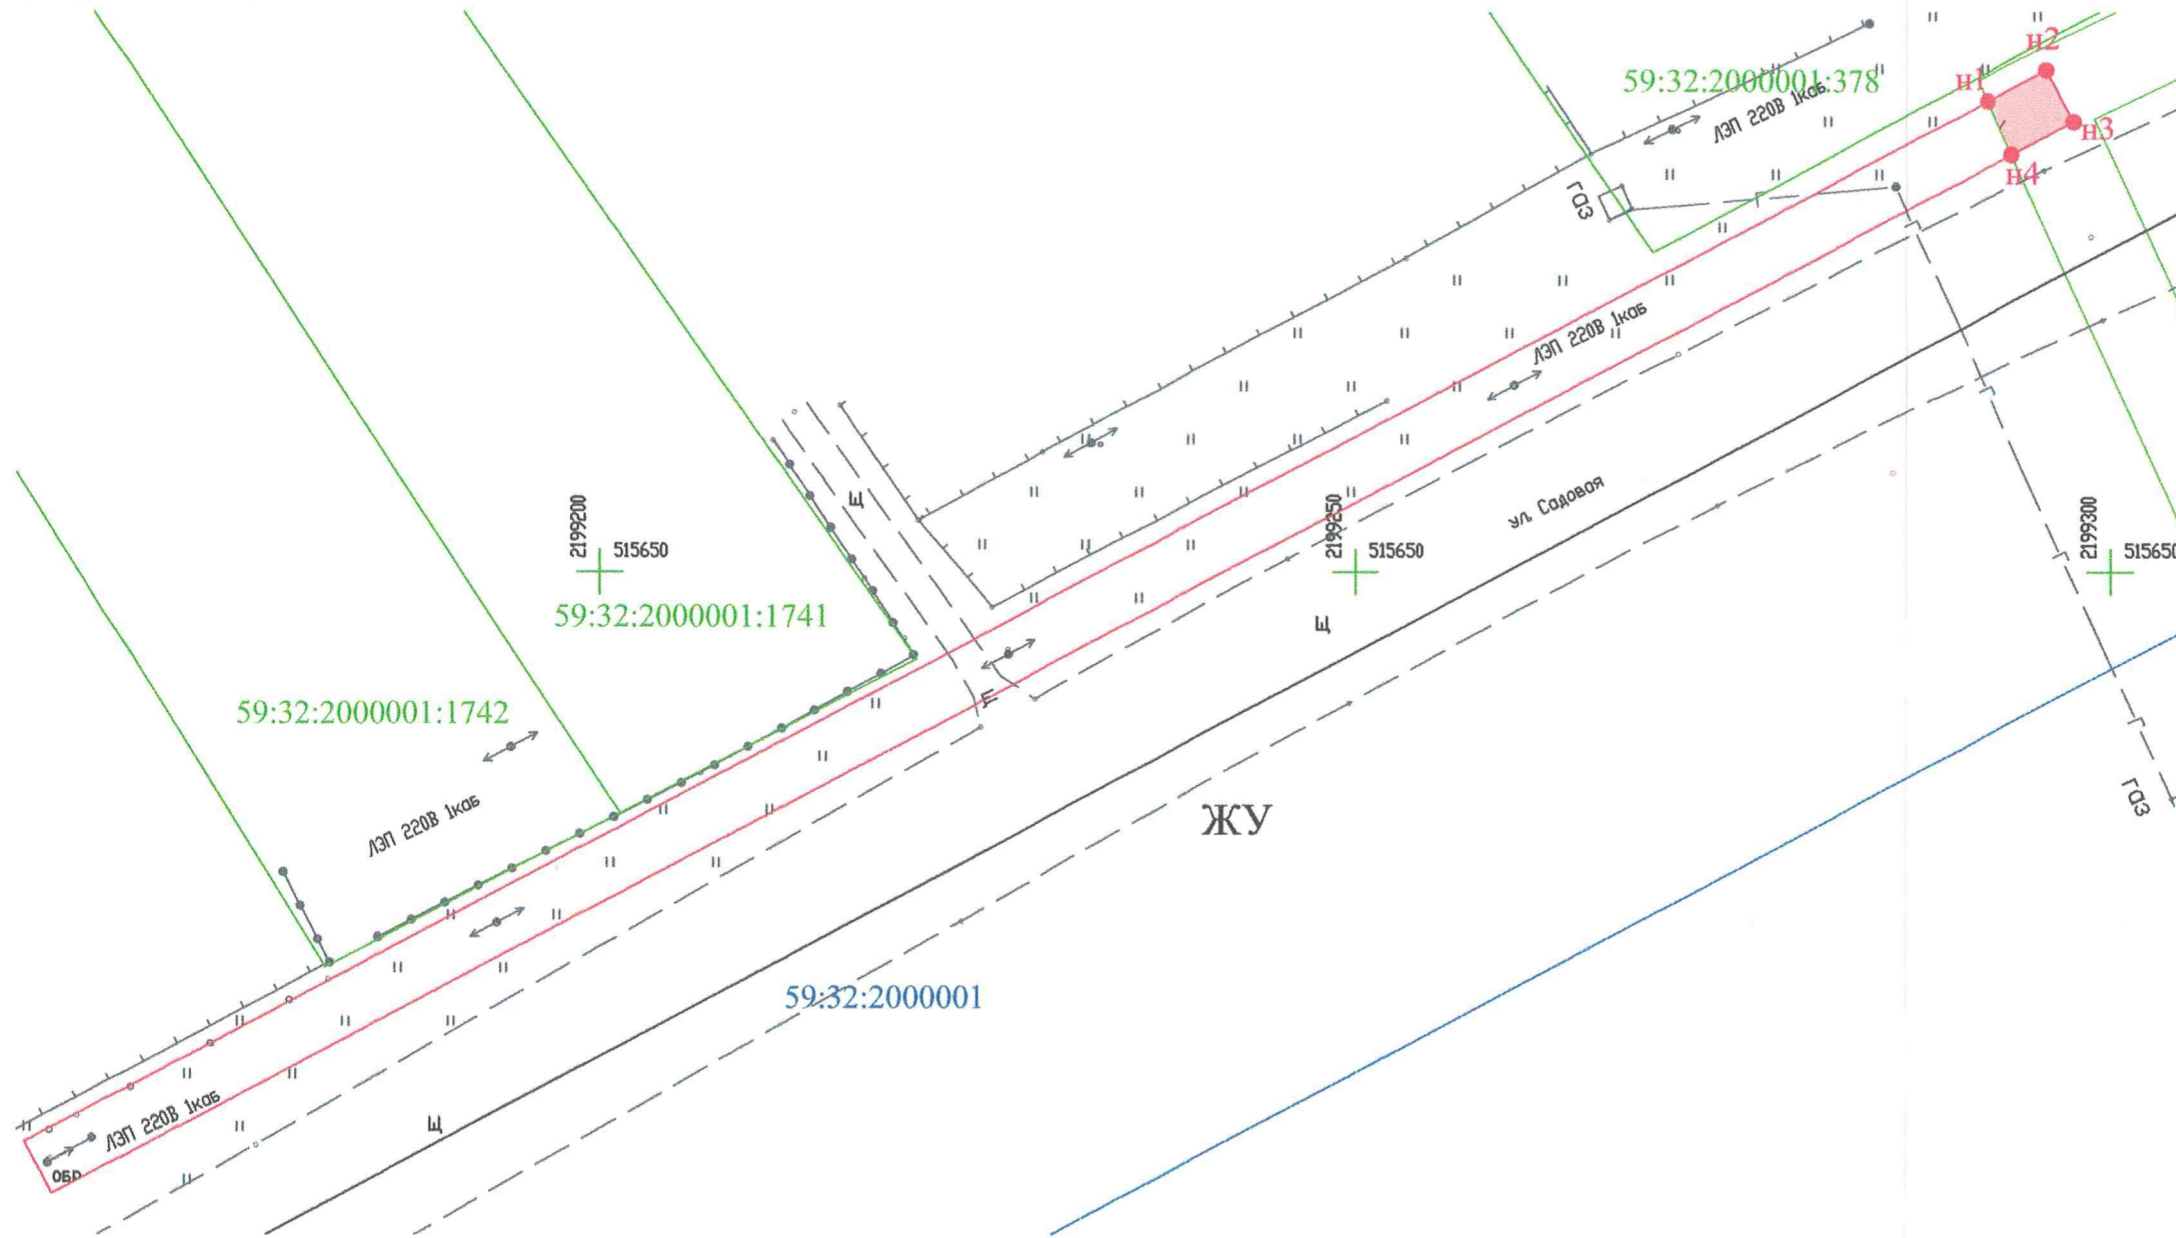 н2
59:32:2000001:378
н1
ЛЭП 220В 1каб
н3
н4
газ
ЛЭП 220В 1каб
ул. Садовая
Щ
2199200
515650
2199250
515650
2199300
515650
59:32:2000001:1741
Щ
59:32:2000001:1742
Щ
ЛЭП 220В 1каб
ЖУ
газ
59:32:2000001
ЛЭП 220В 1каб
Щ
ОБР